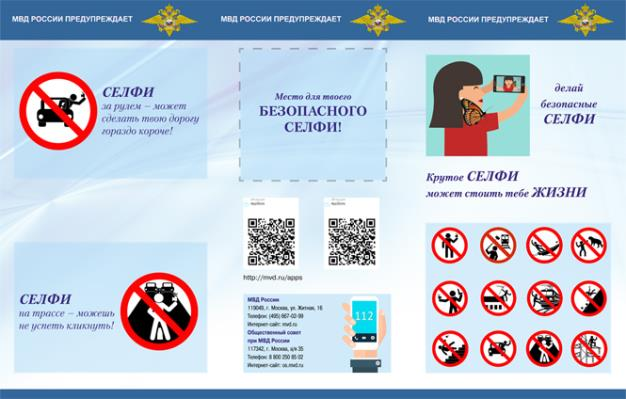 МВД РОССИИ ПРЕДУПРЕЖДАЕТ
СЕЛФИ
за рулем – может
сделать твою дорогу
гораздо короче!
СЕЛФИ
на трассе – можешь
не успеть кликнуть!
МВД РОССИИ ПРЕДУПРЕЖДАЕТ
Место для твоего
БЕЗОПАСНОГО
СЕЛФИ!
http://mvd.ru/apps
МВД России
119049, г. Москва, ул. Житная, 16
Телефон: (495) 667-02-99
Интернет-сайт: mvd.ru
Общественный совет
при МВД России
117342, г. Москва, а/я 35
Телефон: 8 800 250 85 02
Интернет-сайт: os.mvd.ru
112
МВД РОССИИ ПРЕДУПРЕЖДАЕТ
делай
безопасные
СЕЛФИ
Крутое СЕЛФИ
может стоить тебе ЖИЗНИ